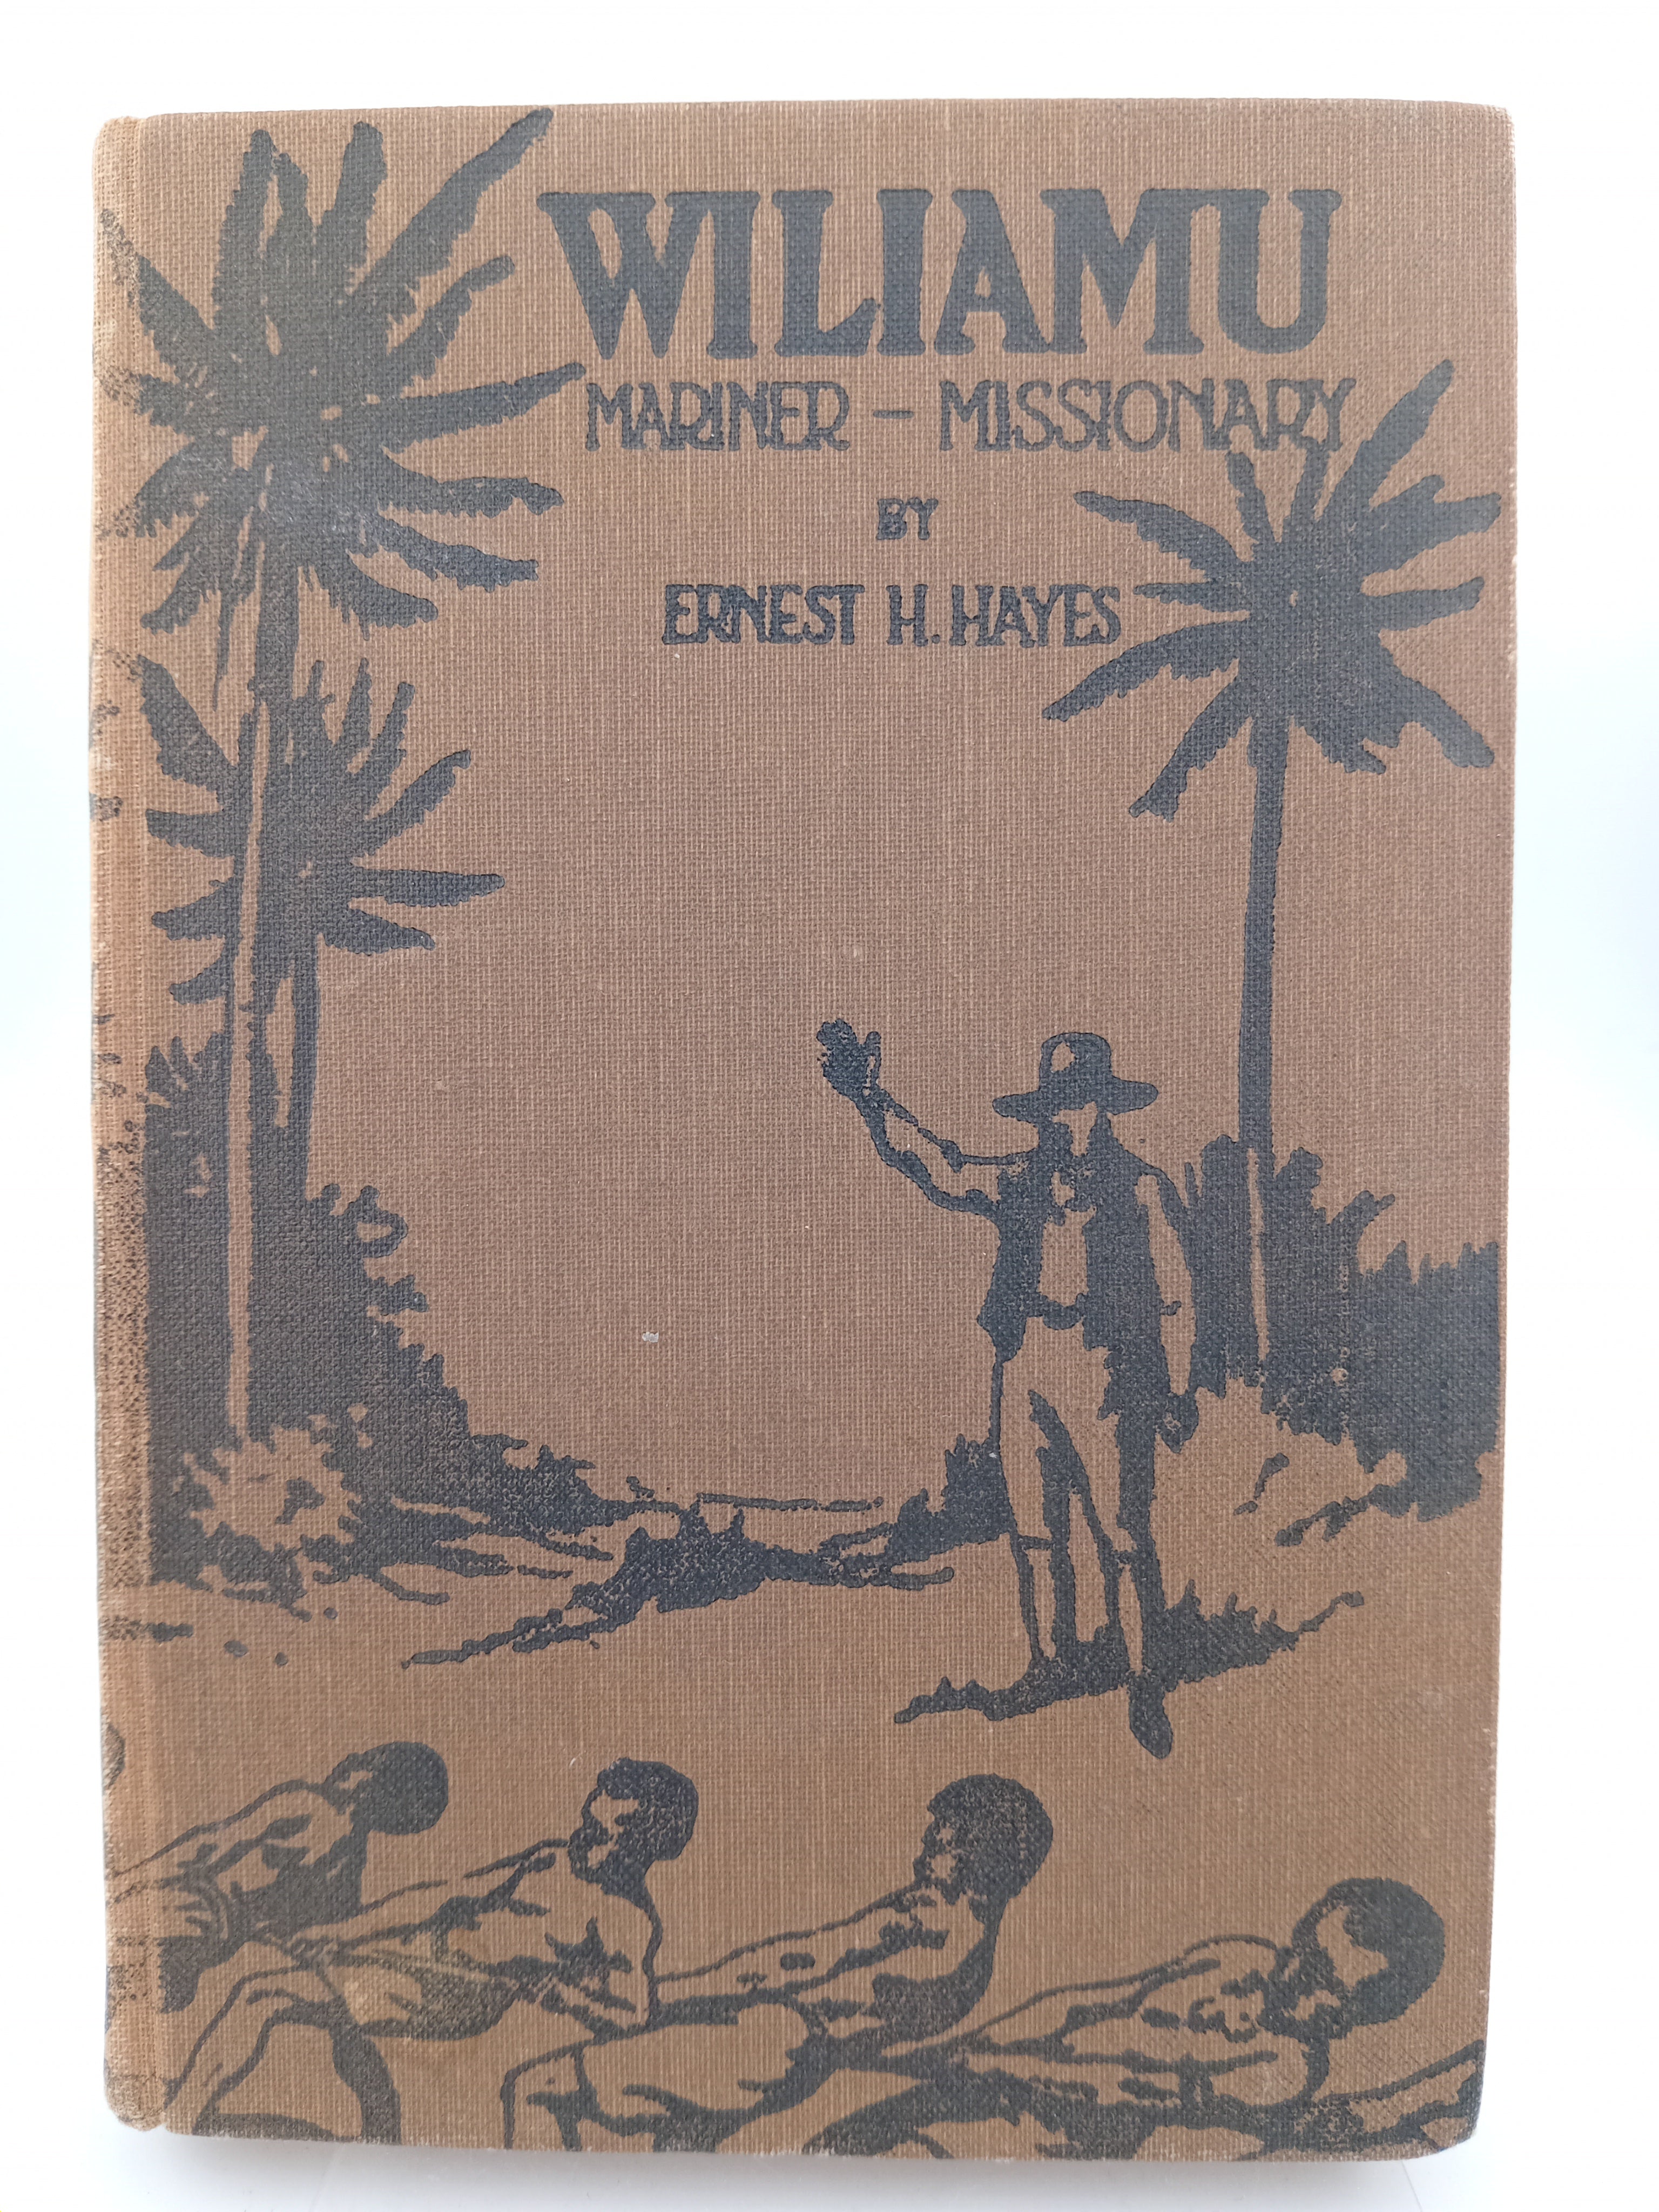 WILIAMU
MARINER – MISSIONARY
BY
ERNEST H. HAYES